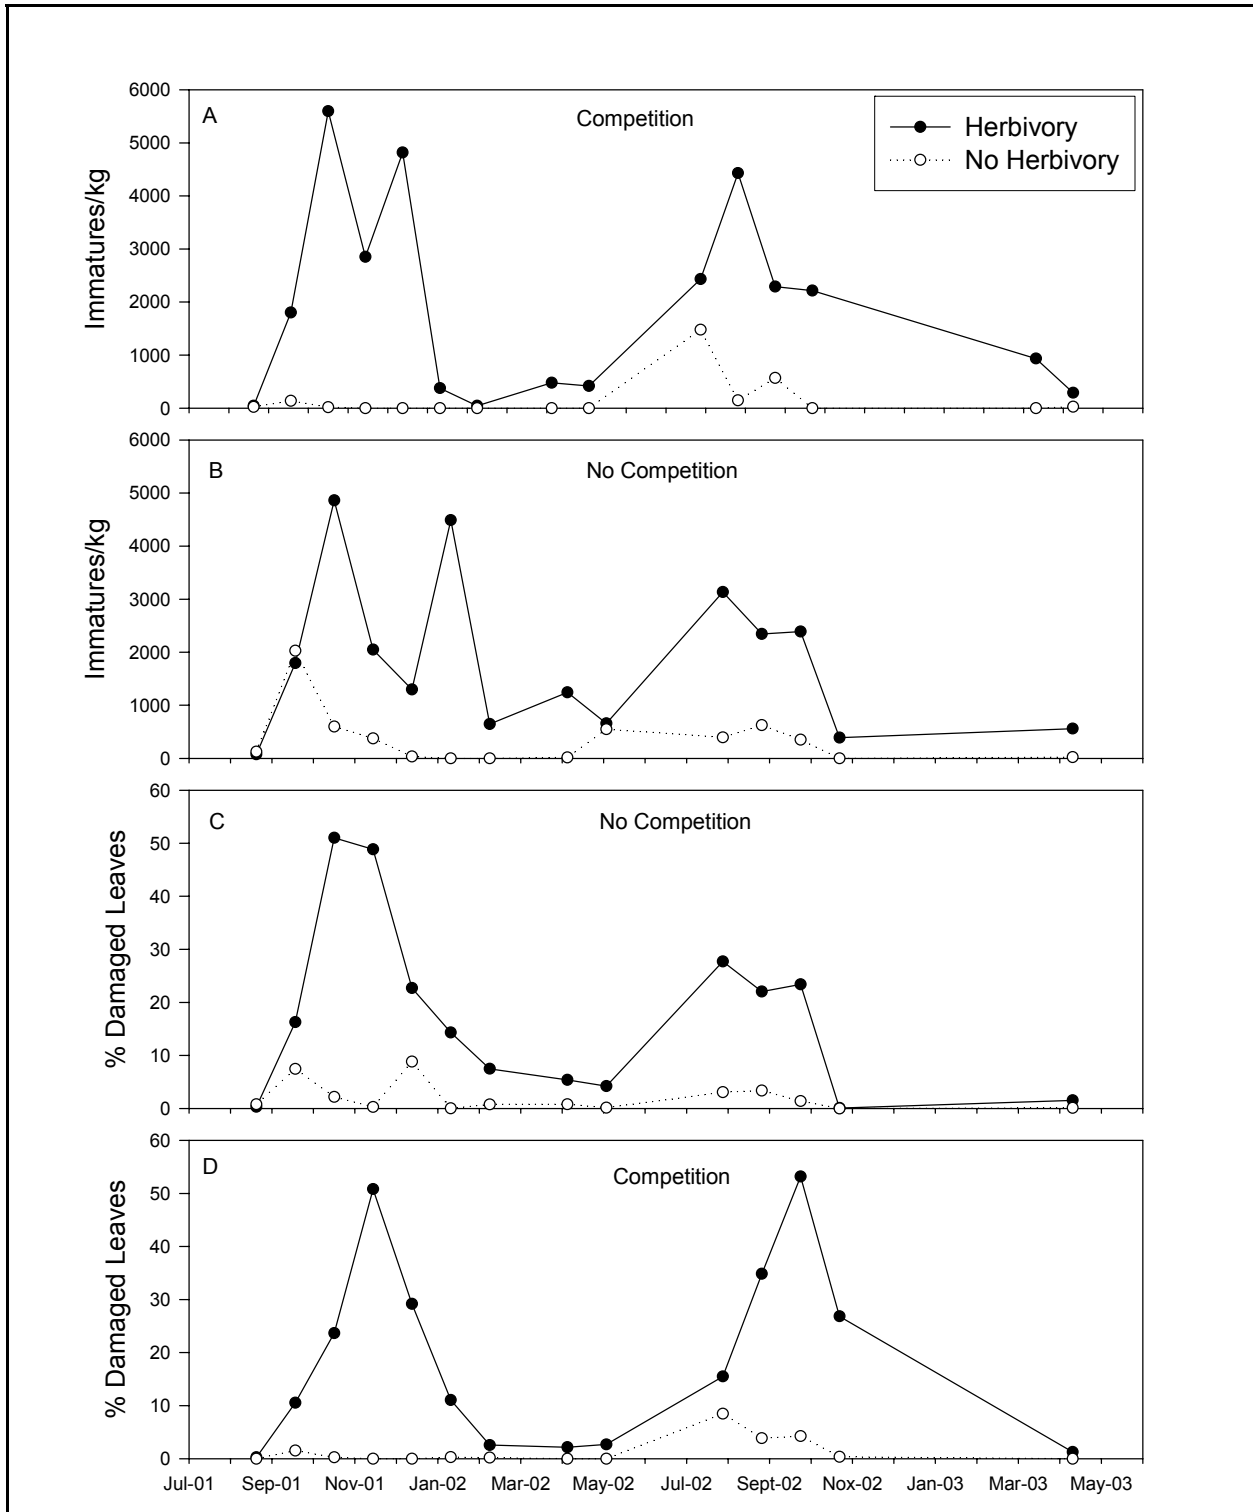 A
Competition
Herbivory
No Herbivory
Immatures/kg
6000
5000
4000
3000
2000
1000
0
B
No Competition
Immatures/kg
6000
5000
4000
3000
2000
1000
0
C
No Competition
% Damaged Leaves
60
50
40
30
20
10
0
D
Competition
% Damaged Leaves
60
50
40
30
20
10
0
Jul-01 Sep-01 Nov-01 Jan-02 Mar-02 May-02 Jul-02 Sept-02 Nox-02 Jan-03 Mar-03 May-03